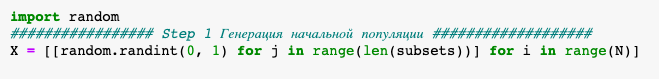 import random
################# Step 1 Генерация начальной популяции ###################
X = [[random.randint(0, 1) for j in range(len(subsets))] for i in range(N)]